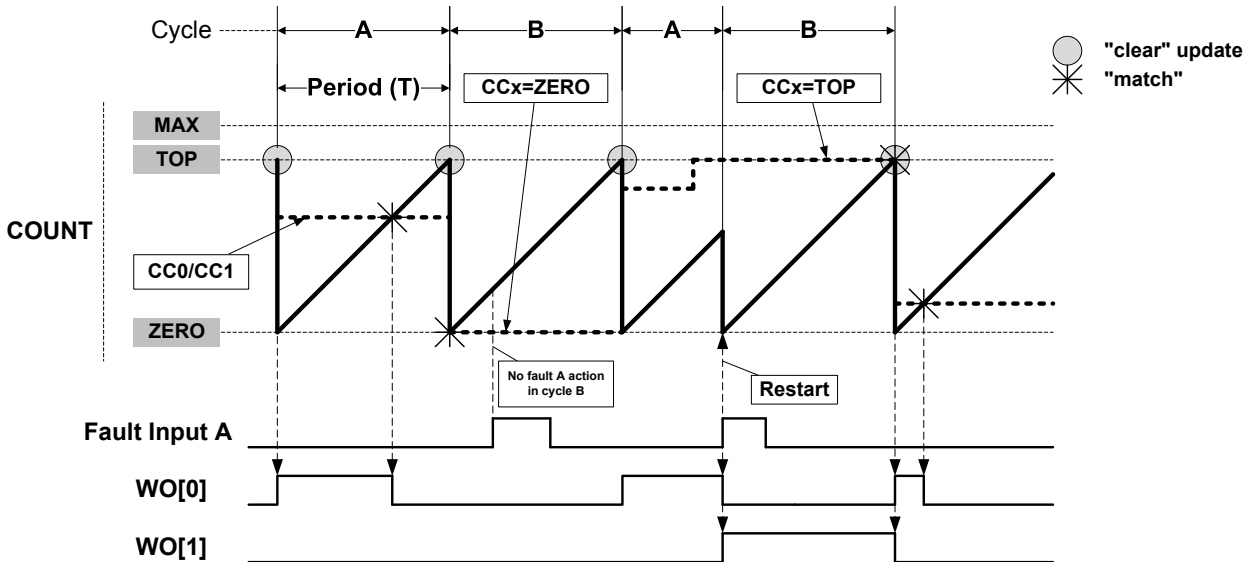 Cycle
A
B
A
B
"clear" update
"match"
Period (T)
CCx=ZERO
CCx=TOP
MAX
TOP
COUNT
CC0/CC1
ZERO
No fault A action
in cycle B
Restart
Fault Input A
WO[0]
WO[1]